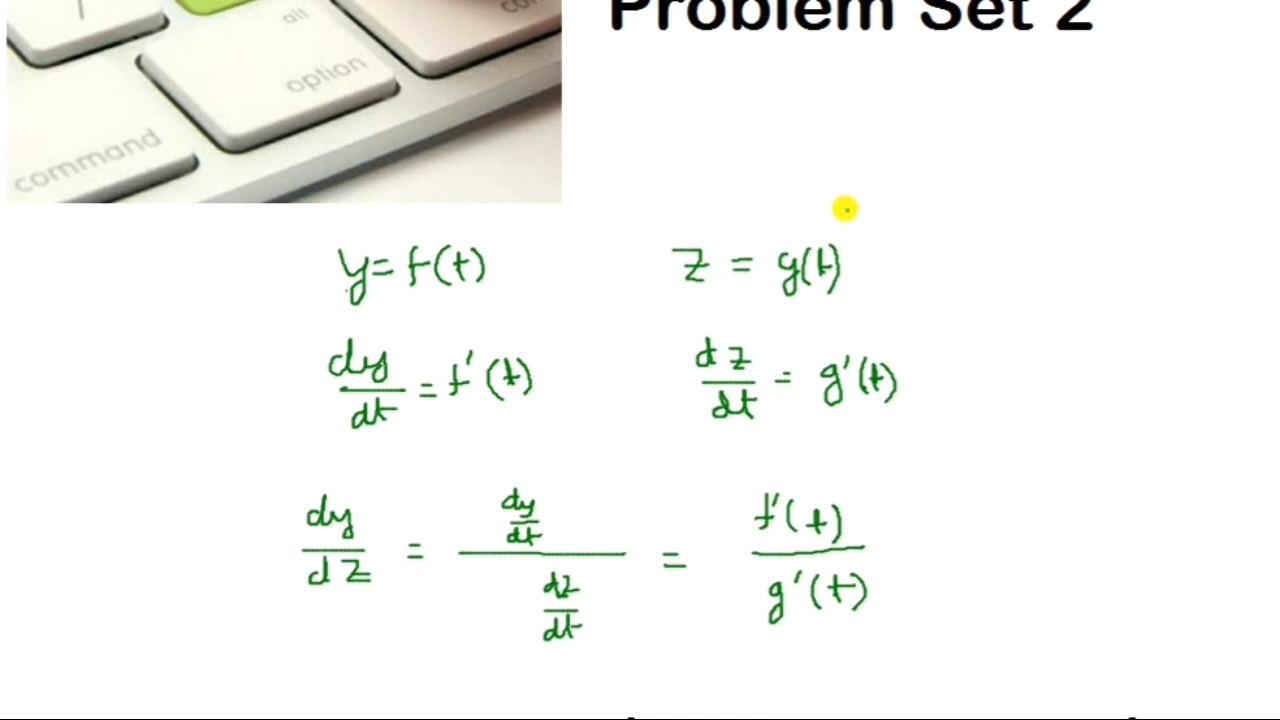 Problem Set 2
alt
option
command
y = f(t)
z = g(t)
dy/dt = f'(t)
dz/dt = g'(t)
dy/dz = (dy/dt)/(dz/dt) = f'(t)/g'(t)